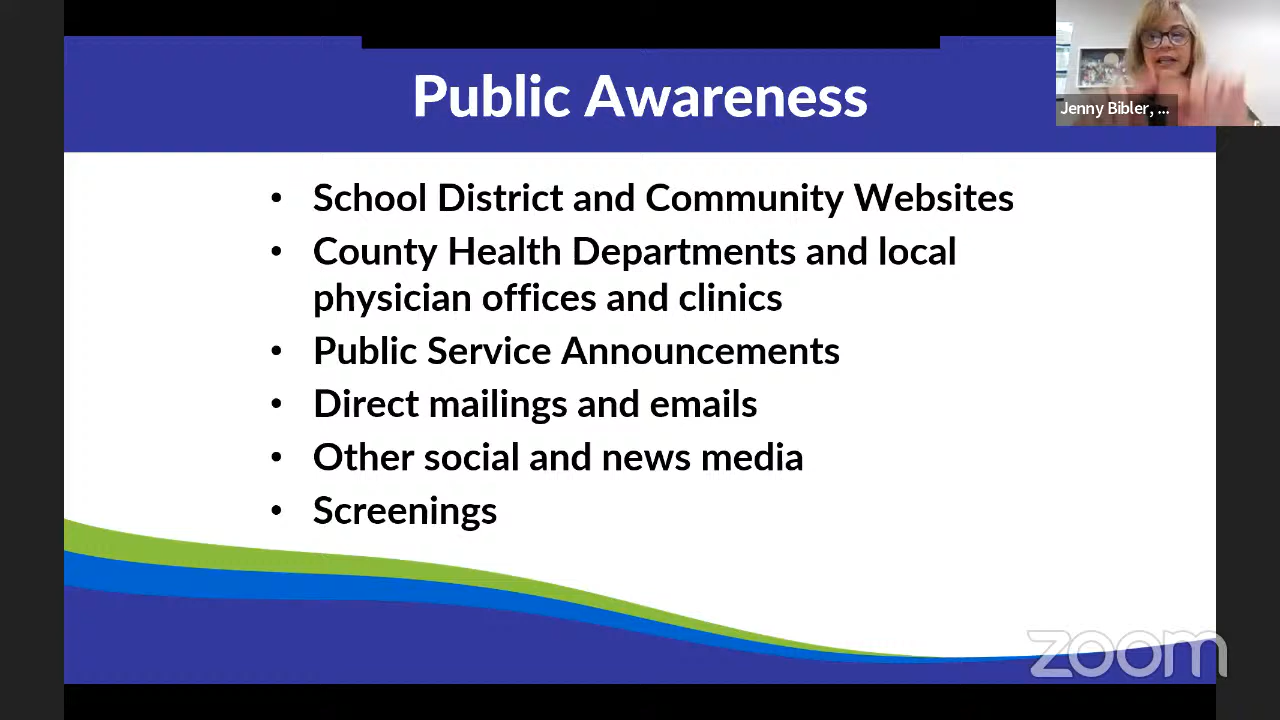 Public Awareness
Jenny Bibler, ...
• School District and Community Websites
• County Health Departments and local
physician offices and clinics
• Public Service Announcements
• Direct mailings and emails
• Other social and news media
• Screenings
zoom